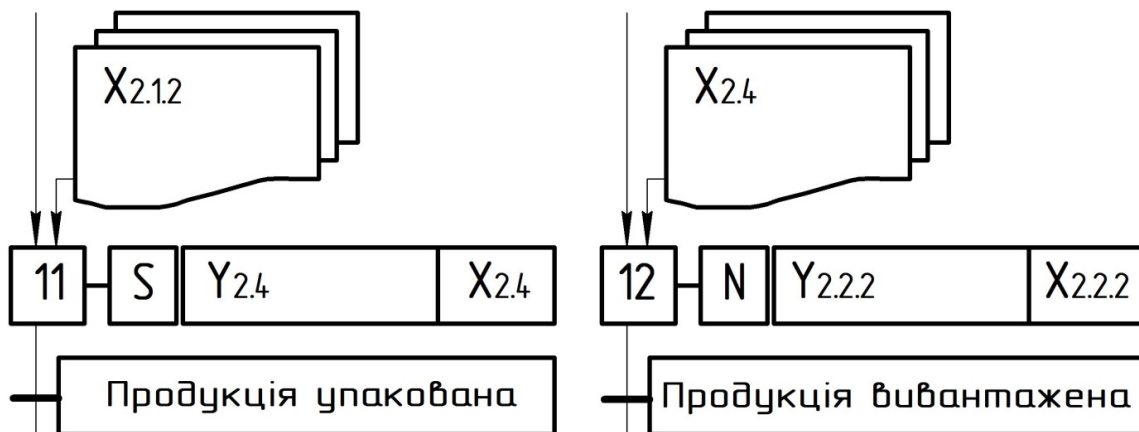 X2.1.2
X2.4
11 S Y2.4 X2.4
12 N Y2.2.2 X2.2.2
Продукція упакована
Продукція вивантажена